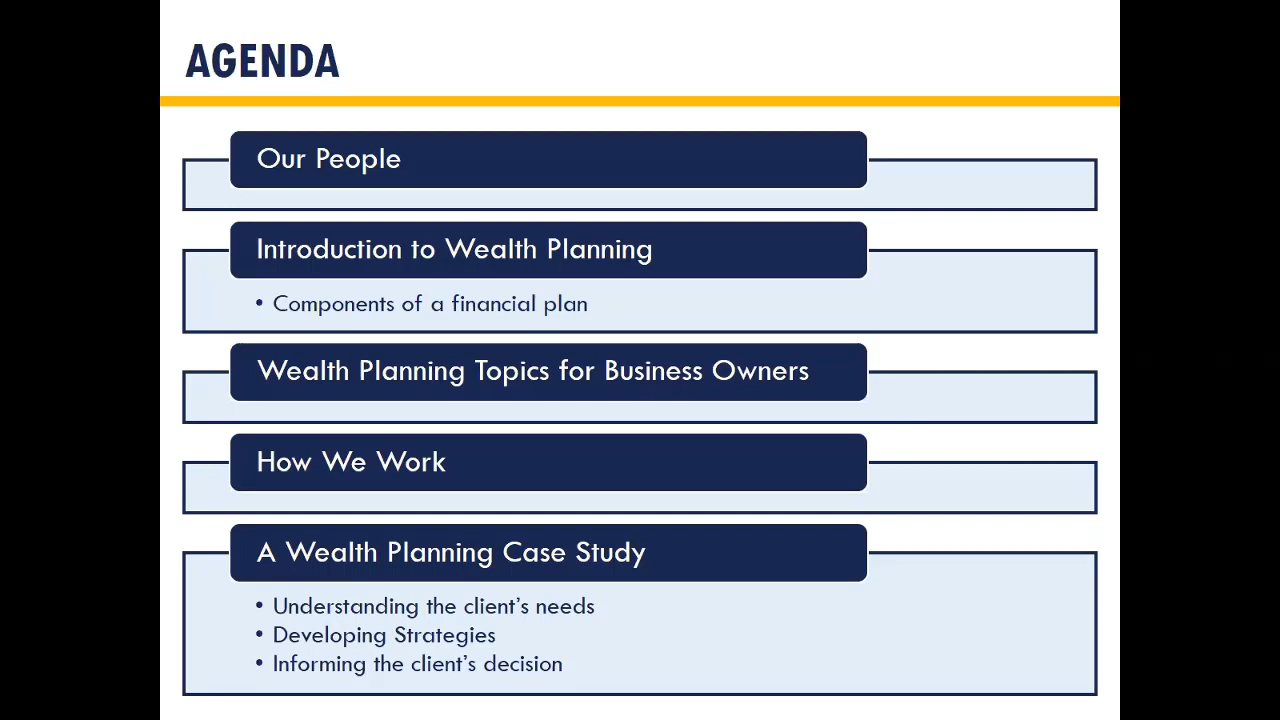 AGENDA
Our People
Introduction to Wealth Planning
• Components of a financial plan
Wealth Planning Topics for Business Owners
How We Work
A Wealth Planning Case Study
• Understanding the client's needs
• Developing Strategies
• Informing the client's decision